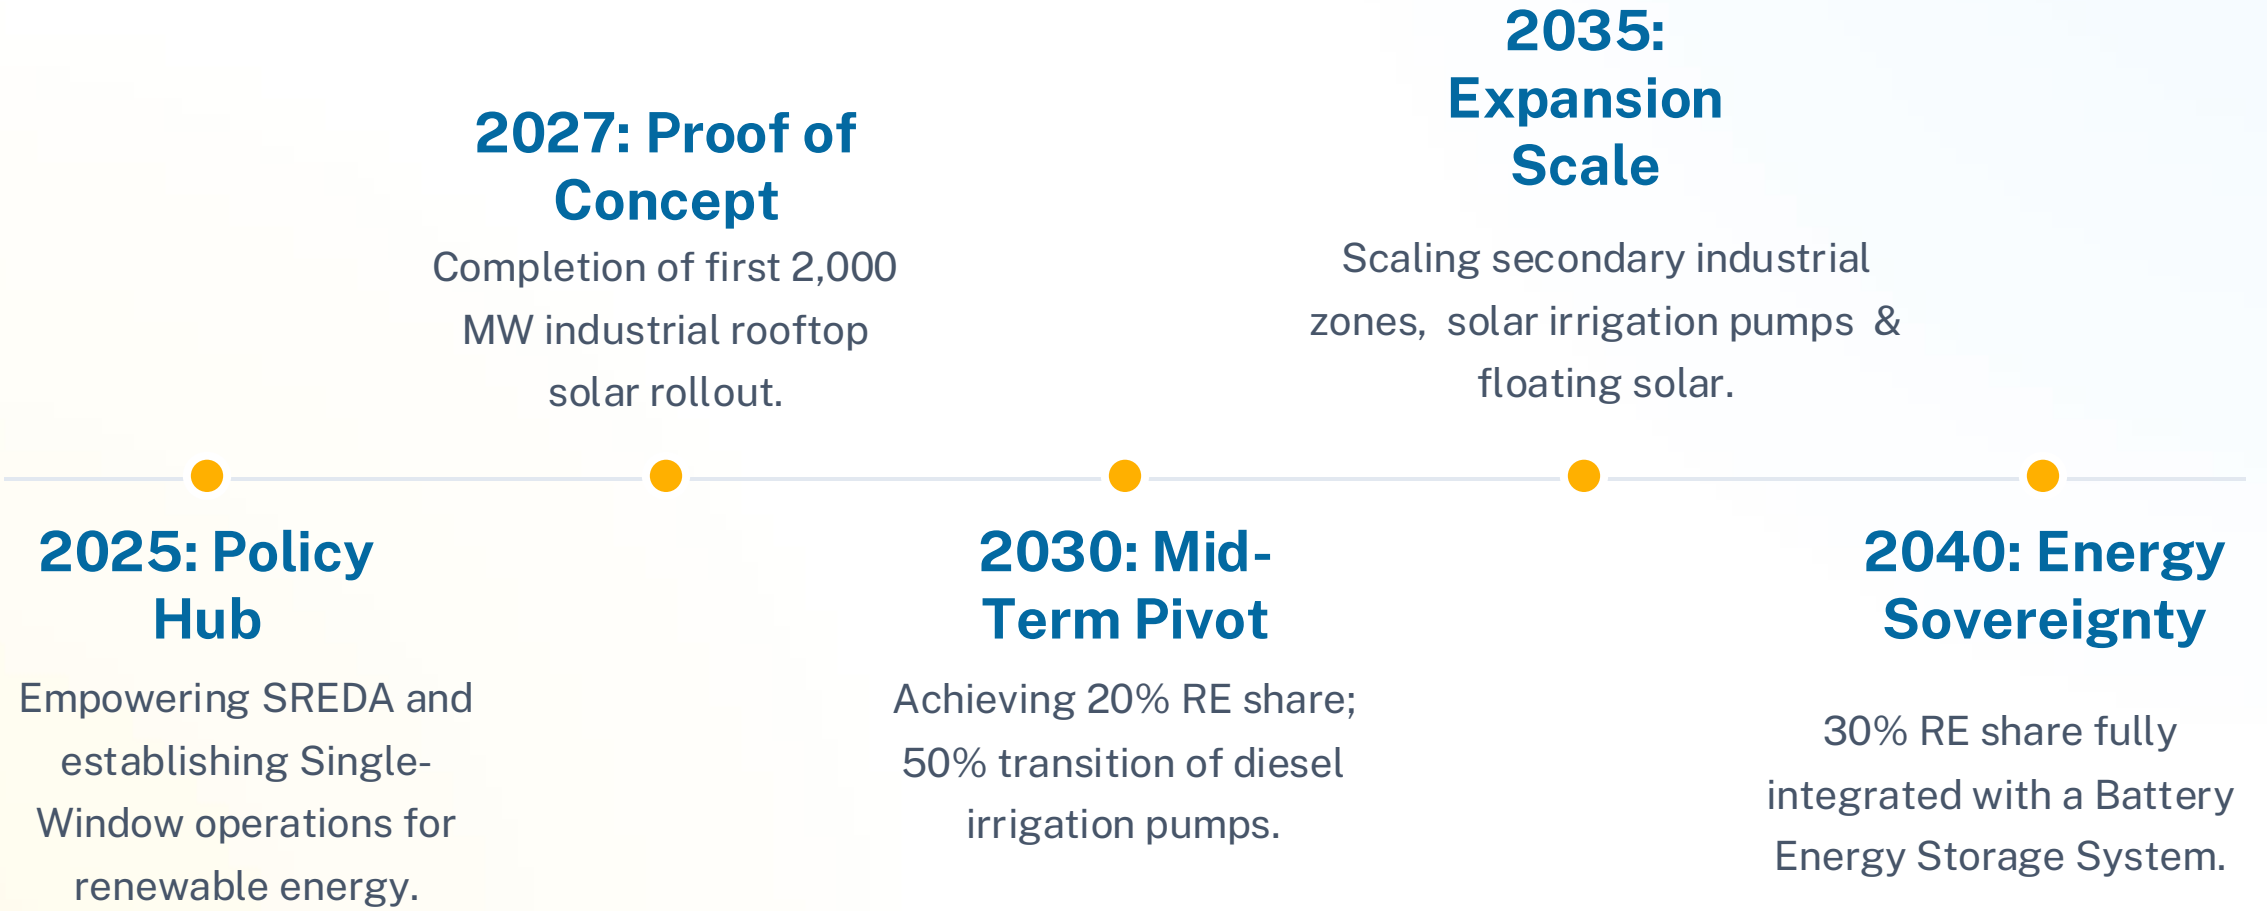 2025: Policy
Hub
Empowering SREDA and
establishing Single-
Window operations for
renewable energy.
2027: Proof of
Concept
Completion of first 2,000
MW industrial rooftop
solar rollout.
2030: Mid-
Term Pivot
Achieving 20% RE share;
50% transition of diesel
irrigation pumps.
2035:
Expansion
Scale
Scaling secondary industrial
zones,  solar irrigation pumps  &
floating solar.
2040: Energy
Sovereignty
30% RE share fully
integrated with a Battery
Energy Storage System.